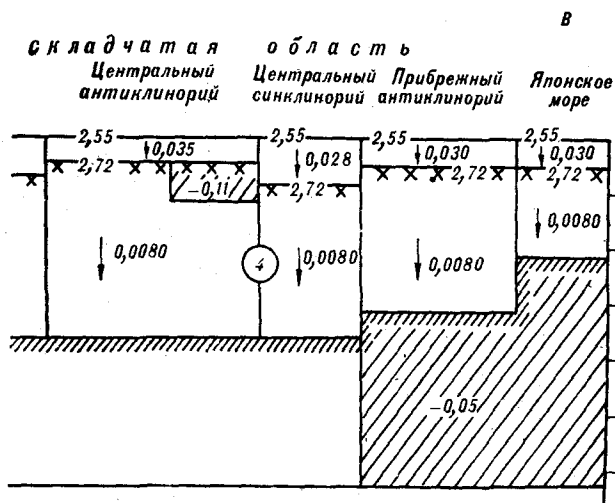 В
складчатая область
Центральный антиклинорий
Центральный синклинорий
Прибрежный антиклинорий
Японское море
2,55 2,55 2,55 2,55
0,035 0,028 0,030 0,030
2,72 2,72 2,72 2,72
-0,11
0,0080 0,0080 0,0080 0,0080
4
-0,05